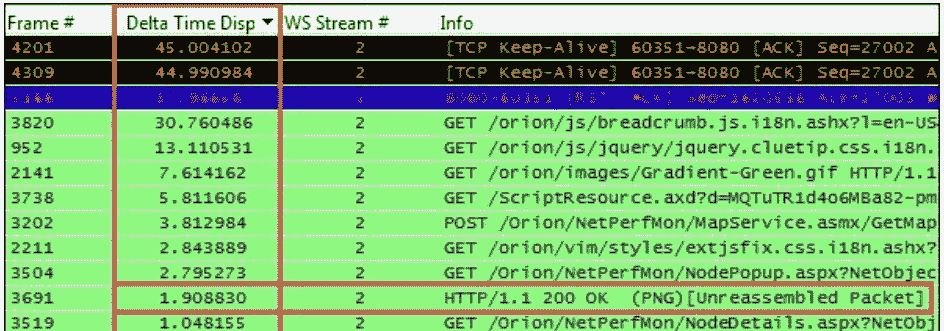 Frame # Delta Time Disp WS Stream # Info
4201 45.004102 2 [TCP Keep-Alive] 60351-8080 [ACK] Seq=27002 A
4309 44.990984 2 [TCP Keep-Alive] 60351-8080 [ACK] Seq=27002 A
3820 30.760486 2 GET /orion/js/breadcrumb.js.i18n.ashx?l=en-US
952 13.110531 2 GET /orion/js/jquery/jquery.cluetip.css.i18n.
2141 7.614162 2 GET /orion/images/Gradient-Green.gif HTTP/1.1
3738 5.811606 2 GET /ScriptResource.axd?d=MQTuTRid4o6MBa82-pm
3202 3.812984 2 POST /Orion/NetPerfMon/MapService.asmx/GetMap
2211 2.843889 2 GET /orion/vim/styles/extjsfix.css.i18n.ashx?
3504 2.795273 2 GET /Orion/NetPerfMon/NodePopup.aspx?NetObjec
3691 1.908830 2 HTTP/1.1 200 OK (PNG)[Unreassembled Packet]
3519 1.048155 2 GET /Orion/NetPerfMon/NodeDetails.aspx?NetObj